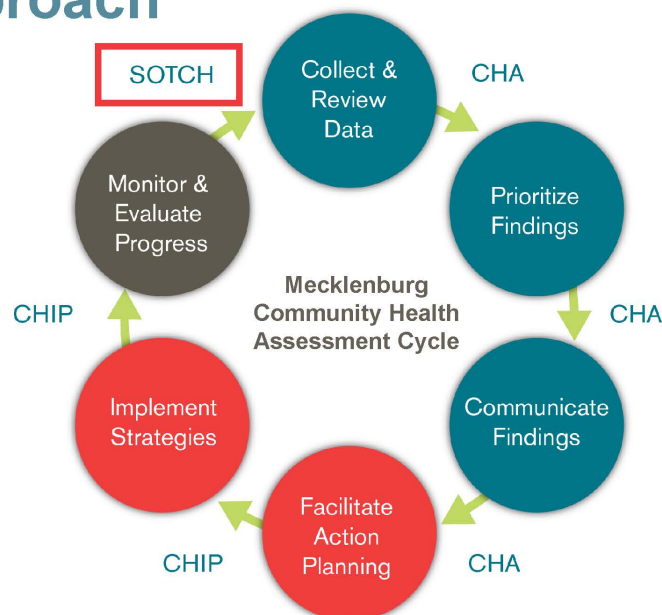 SOTCH
Collect &
Review
Data
CHA
Prioritize
Findings
CHA
Communicate
Findings
CHA
Facilitate
Action
Planning
CHIP
Implement
Strategies
CHIP
Monitor &
Evaluate
Progress
Mecklenburg
Community Health
Assessment Cycle